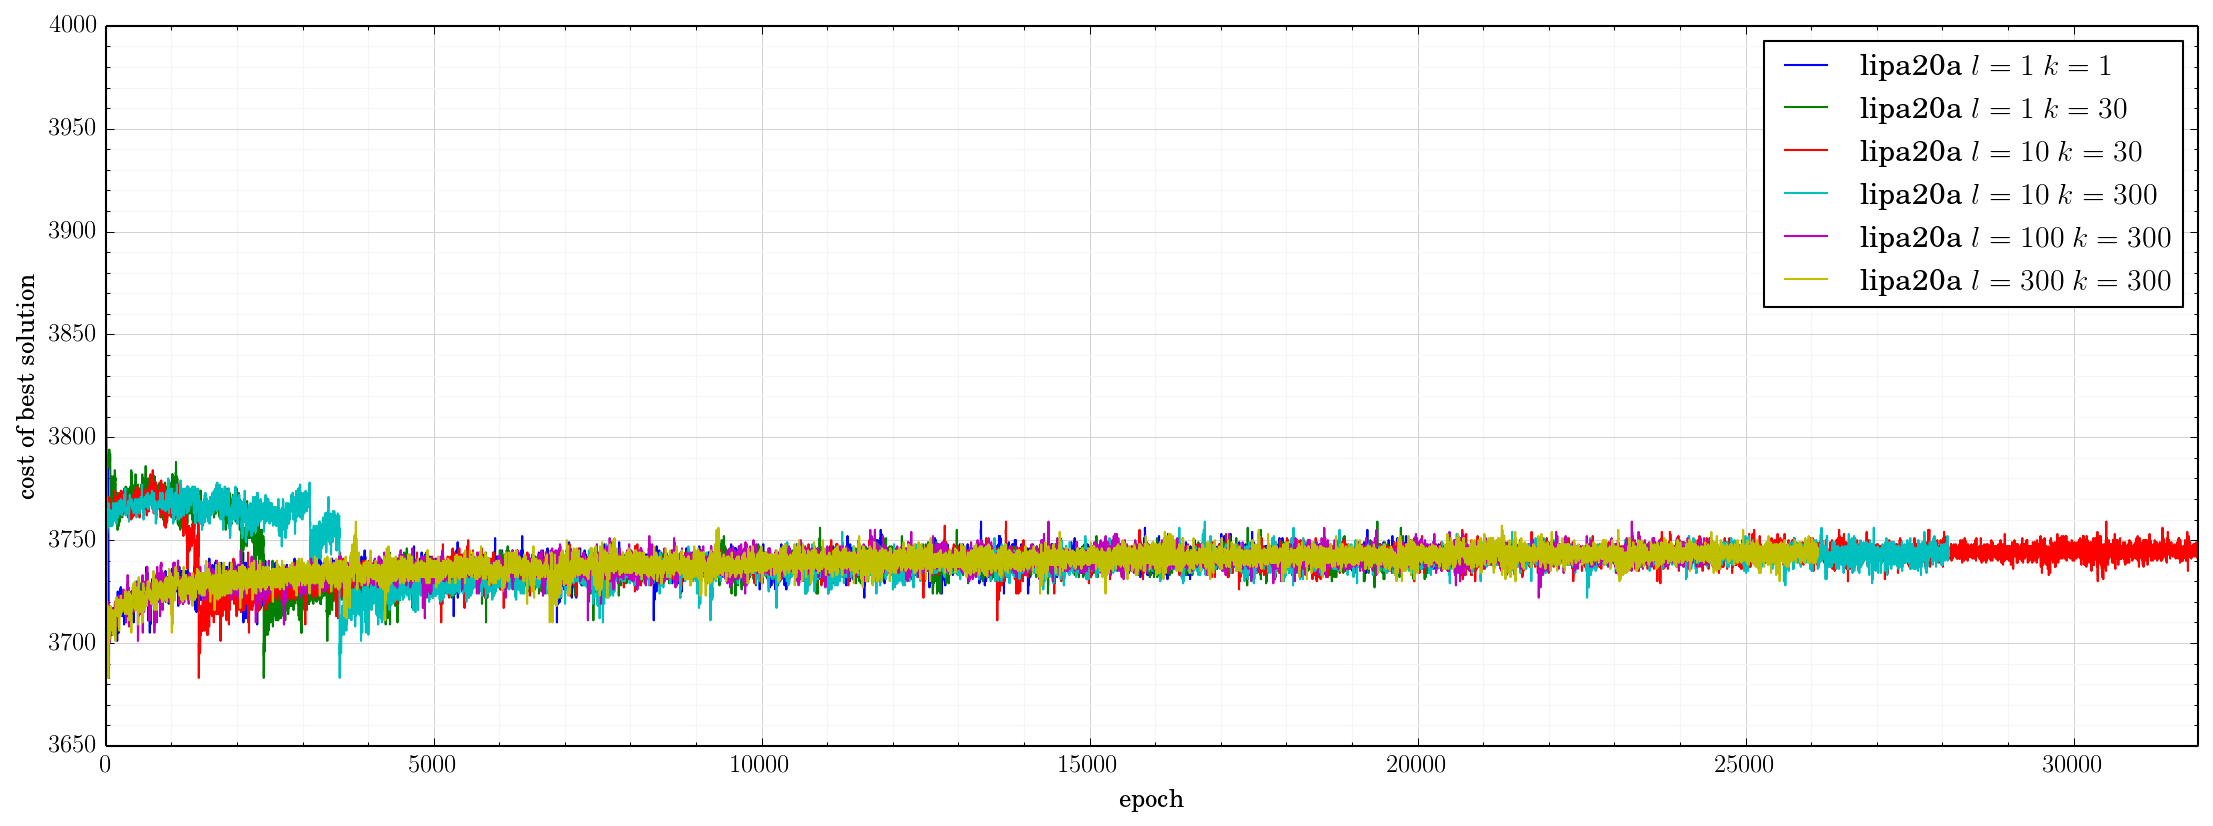 4000
3950
3900
3850
3800
3750
3700
3650
cost of best solution
0
5000
10000
15000
20000
25000
30000
epoch
lipa20a l = 1 k = 1
lipa20a l = 1 k = 30
lipa20a l = 10 k = 30
lipa20a l = 10 k = 300
lipa20a l = 100 k = 300
lipa20a l = 300 k = 300